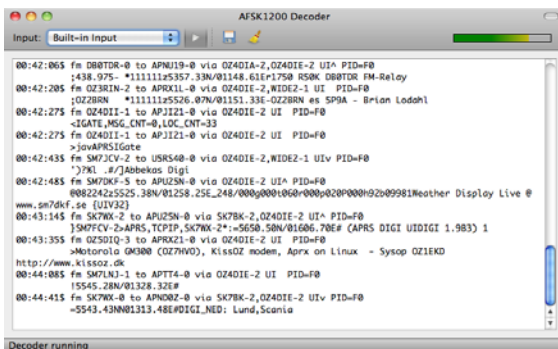 AFSK1200 Decoder
Input: Built-in Input
00:42:06$ fm DB0TDR-0 to APNU19-0 via OZ4DIA-2,OZ4DIE-2 UI^ PID=F0
;438.975- *111111z5357.33N/01148.61Er1750 R50K DB0TDR FM-Relay
00:42:20$ fm OZ3RIN-2 to APRX1L-0 via OZ4DIE-2,WIDE2-1 UI  PID=F0
;OZ2BRN   *111111z5526.07N/01151.33E-OZ2BRN es 5P9A - Brian Lodahl
00:42:27$ fm OZ4DII-1 to APJI21-0 via OZ4DIE-2 UI  PID=F0
<IGATE,MSG_CNT=0,LOC_CNT=33
00:42:27$ fm OZ4DII-1 to APJI21-0 via OZ4DIE-2 UI  PID=F0
>javAPRSIGate
00:42:43$ fm SM7JCV-2 to U5RS40-0 via OZ4DIE-2,WIDE2-1 UIv PID=F0
')?%l .#/]Abbekas Digi
00:42:48$ fm SM7DKF-5 to APU25N-0 via OZ4DIE-2 UI^ PID=F0
@082242z5525.38N/01258.25E_248/000g000t060r000p020P000h92b09981Weather Display Live @
www.sm7dkf.se {UIV32}
00:43:14$ fm SK7WX-2 to APU25N-0 via SK7BK-2,OZ4DIE-2 UI^ PID=F0
}SM7FCV-2>APRS,TCPIP,SK7WX-2*:=5650.50N/01606.70E# (APRS DIGI UIDIGI 1.983) 1
00:43:35$ fm OZ5DIQ-3 to APRX21-0 via OZ4DIE-2 UI  PID=F0
>Motorola GM300 (OZ7HVO), KissOZ modem, Aprx on Linux  - Sysop OZ1EKD
http://www.kissoz.dk
00:44:08$ fm SM7LNJ-1 to APTT4-0 via OZ4DIE-2 UI  PID=F0
!5545.28N/01328.32E#
00:44:41$ fm SK7WX-0 to APND0Z-0 via SK7BK-2,OZ4DIE-2 UIv PID=F0
=5543.43NN01313.48E#DIGI_NED: Lund,Scania
Decoder running